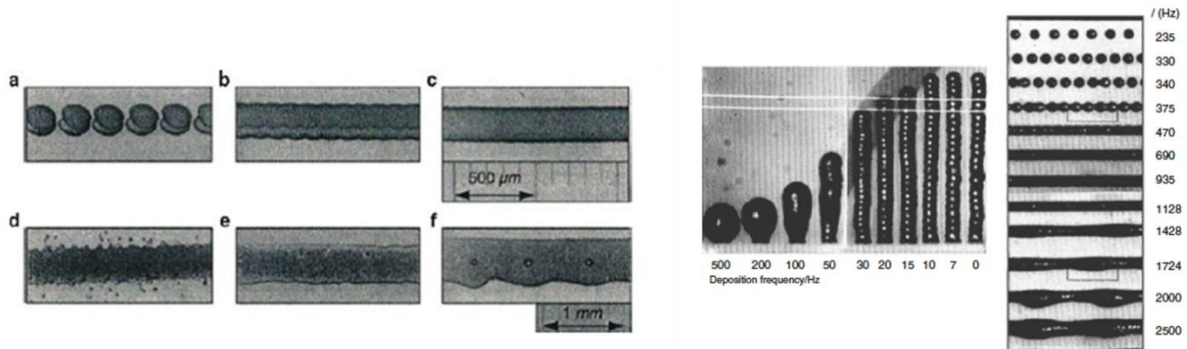 a
b
c
500 µm
d
e
f
1 mm
500 200 100 50 30 20 15 10 7 0
Deposition frequency/Hz
/ (Hz)
235
330
340
375
470
690
935
1128
1428
1724
2000
2500